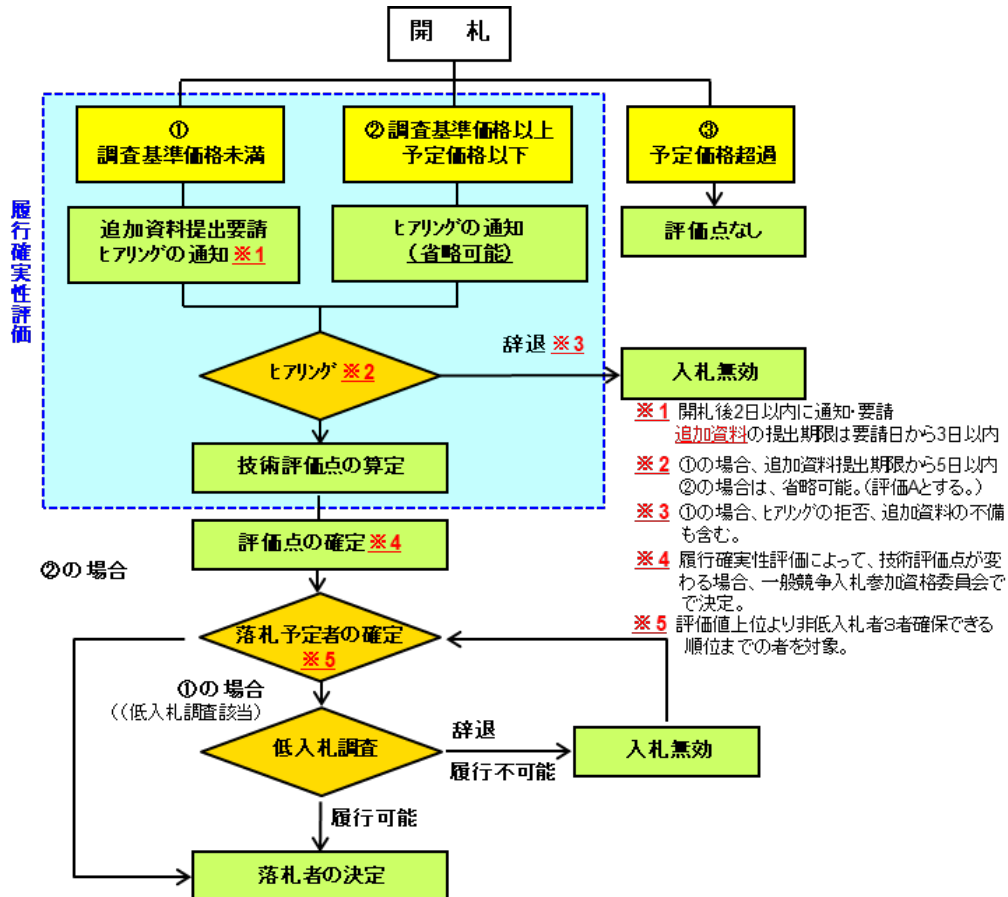 開　札
①
調査基準価格未満
②調査基準価格以上
予定価格以下
③
予定価格超過
履行確実性評価
追加資料提出要請
ヒアリングの通知※1
ヒアリングの通知
(省略可能)
評価点なし
辞退※3
ヒアリング※2
入札無効
※1 開札後2日以内に通知・要請
追加資料の提出期限は要請日から3日以内
※2 ①の場合、追加資料提出期限から5日以内
②の場合は、省略可能。(評価Aとする。)
※3 ①の場合、ヒアリングの拒否、追加資料の不備
も含む。
※4 履行確実性評価によって、技術評価点が変
わる場合、一般競争入札参加資格委員会で
で決定。
※5 評価値上位より非低入札者3者確保できる
順位までの者を対象。
技術評価点の算定
評価点の確定※4
②の場合
落札予定者の確定
※5
①の場合
((低入札調査該当)
低入札調査
辞退
履行不可能
入札無効
履行可能
落札者の決定